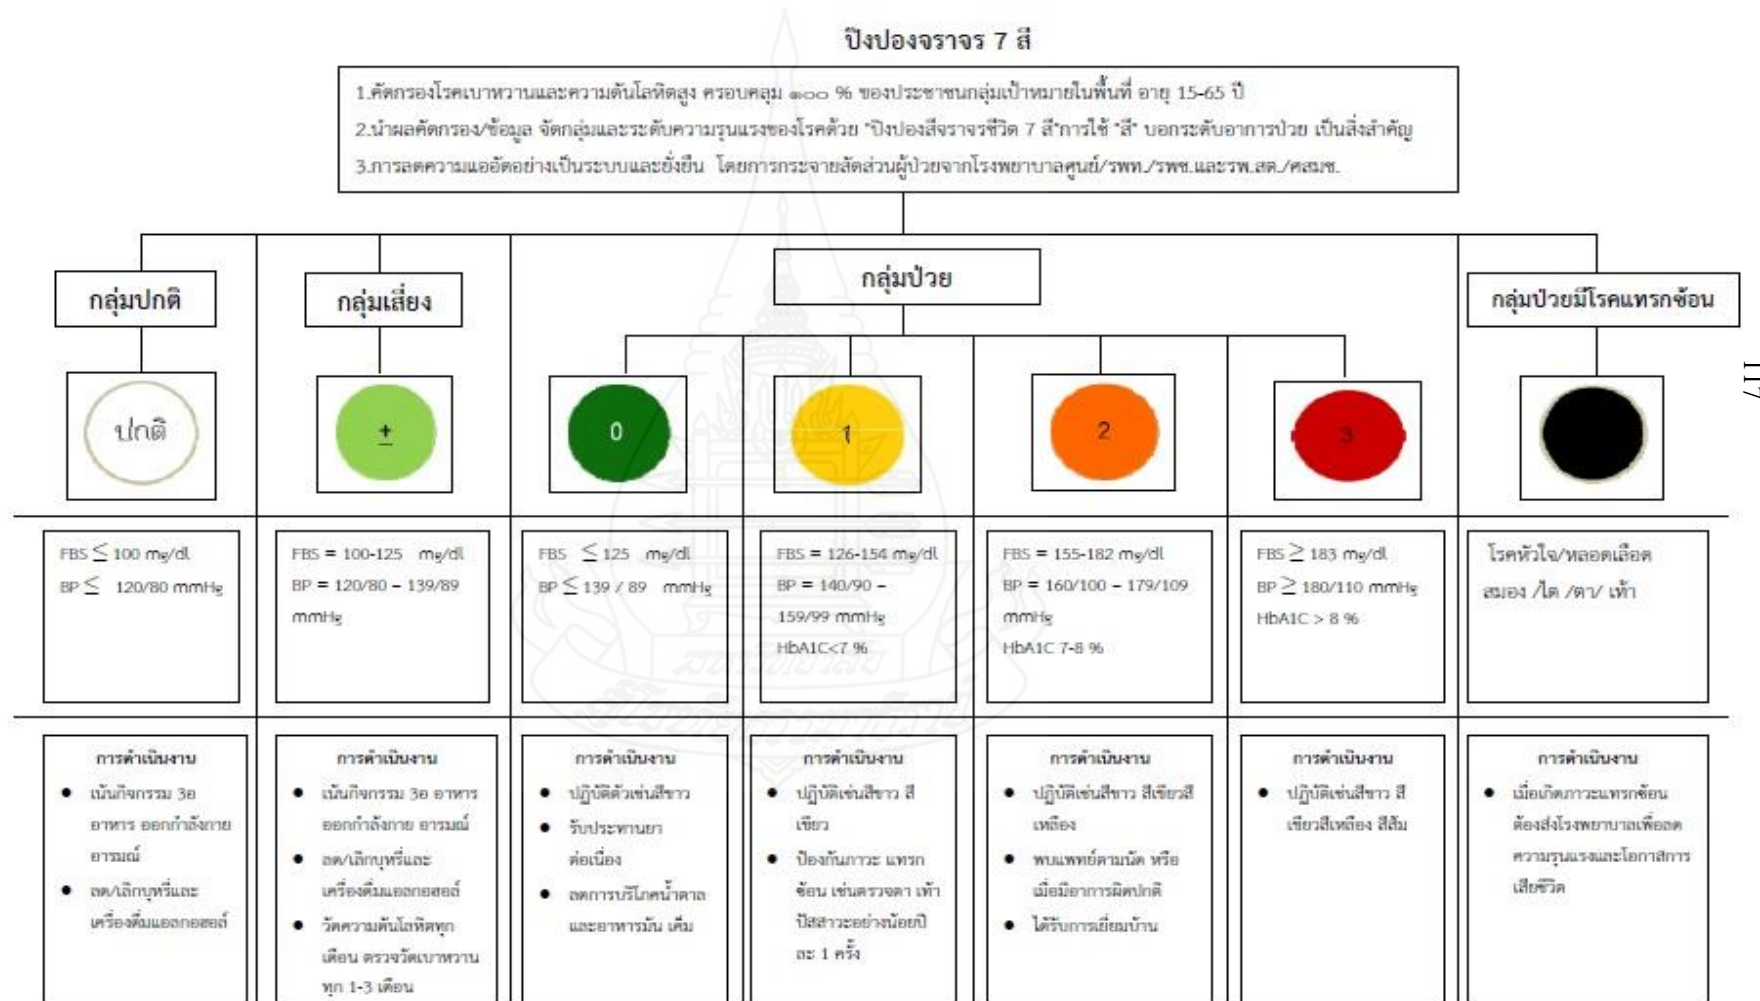 ปิงปองจราจร 7 สี
1.คัดกรองโรคเบาหวานและความดันโลหิตสูง ครอบคลุม ๑๐๐ % ของประชาชนกลุ่มเป้าหมายในพื้นที่ อายุ 15-65 ปี
2.นำผลคัดกรอง/ข้อมูล จัดกลุ่มและระดับความรุนแรงของโรคด้วย "ปิงปองสีจราจรชีวิต 7 สี"การใช้ "สี" บอกระดับอาการป่วย เป็นสิ่งสำคัญ
3.การลดความแออัดอย่างเป็นระบบและยั่งยืน โดยการกระจายสัดส่วนผู้ป่วยจากโรงพยาบาลศูนย์/รพท./รพช.และรพ.สต./ศสมช.
กลุ่มปกติ
กลุ่มเสี่ยง
กลุ่มป่วย
กลุ่มป่วยมีโรคแทรกซ้อน
ปกติ
±
0
1
2
3
117
FBS ≤ 100 mg/dl
BP ≤ 120/80 mmHg
FBS = 100-125 mg/dl
BP = 120/80 – 139/89
mmHg
FBS ≤ 125 mg/dl
BP ≤ 139 / 89 mmHg
FBS = 126-154 mg/dl
BP = 140/90 –
159/99 mmHg
HbA1C<7 %
FBS = 155-182 mg/dl
BP = 160/100 – 179/109
mmHg
HbA1C 7-8 %
FBS ≥ 183 mg/dl
BP ≥ 180/110 mmHg
HbA1C > 8 %
โรคหัวใจ/หลอดเลือด
สมอง /ไต /ตา/ เท้า
การดำเนินงาน
● เน้นกิจกรรม 3อ
อาหาร ออกกำลังกาย
อารมณ์
● ลด/เลิกบุหรี่และ
เครื่องดื่มแอลกอฮอล์
การดำเนินงาน
● เน้นกิจกรรม 3อ อาหาร
ออกกำลังกาย อารมณ์
● ลด/เลิกบุหรี่และ
เครื่องดื่มแอลกอฮอล์
● วัดความดันโลหิตทุก
เดือน ตรวจวัดเบาหวาน
ทุก 1-3 เดือน
การดำเนินงาน
● ปฏิบัติตัวเช่นสีขาว
● รับประทานยา
ต่อเนื่อง
● ลดการบริโภคน้ำตาล
และอาหารมัน เค็ม
การดำเนินงาน
● ปฏิบัติเช่นสีขาว สี
เขียว
● ป้องกันภาวะ แทรก
ซ้อน เช่นตรวจตา เท้า
ปัสสาวะอย่างน้อยปี
ละ 1 ครั้ง
การดำเนินงาน
● ปฏิบัติเช่นสีขาว สีเขียวสี
เหลือง
● พบแพทย์ตามนัด หรือ
เมื่อมีอาการผิดปกติ
● ได้รับการเยี่ยมบ้าน
การดำเนินงาน
● ปฏิบัติเช่นสีขาว สี
เขียวสีเหลือง สีส้ม
การดำเนินงาน
● เมื่อเกิดภาวะแทรกซ้อน
ต้องส่งโรงพยาบาลเพื่อลด
ความรุนแรงและโอกาสการ
เสียชีวิต